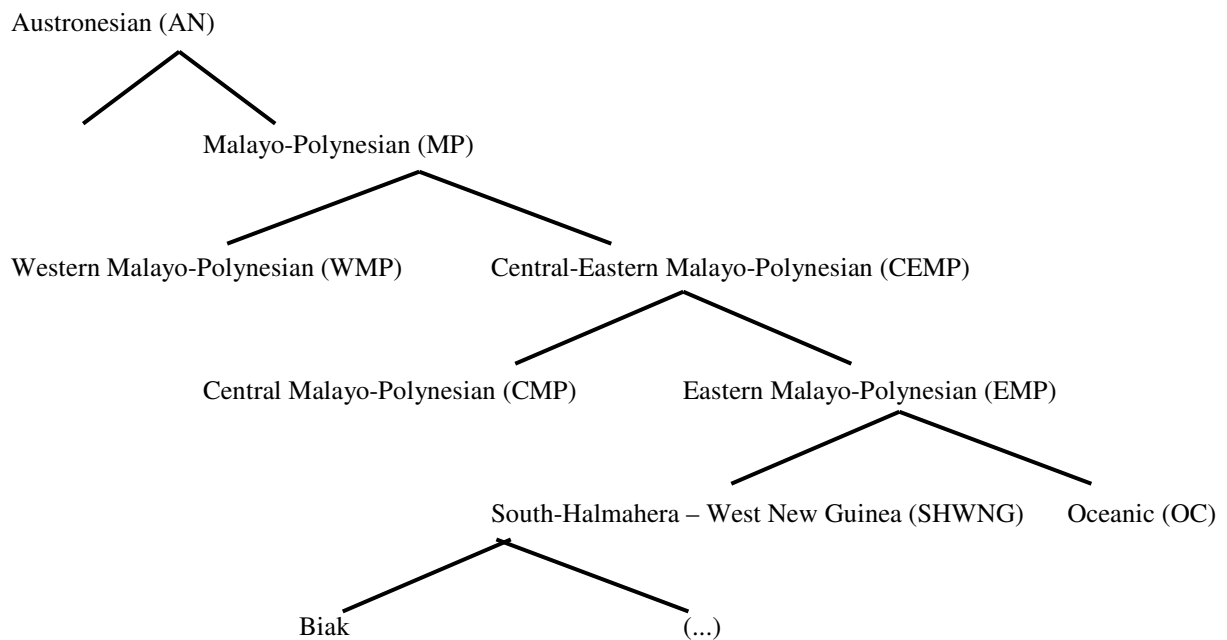 Austronesian (AN)
Malayo-Polynesian (MP)
Western Malayo-Polynesian (WMP) Central-Eastern Malayo-Polynesian (CEMP)
Central Malayo-Polynesian (CMP) Eastern Malayo-Polynesian (EMP)
South-Halmahera – West New Guinea (SHWNG) Oceanic (OC)
Biak (...)